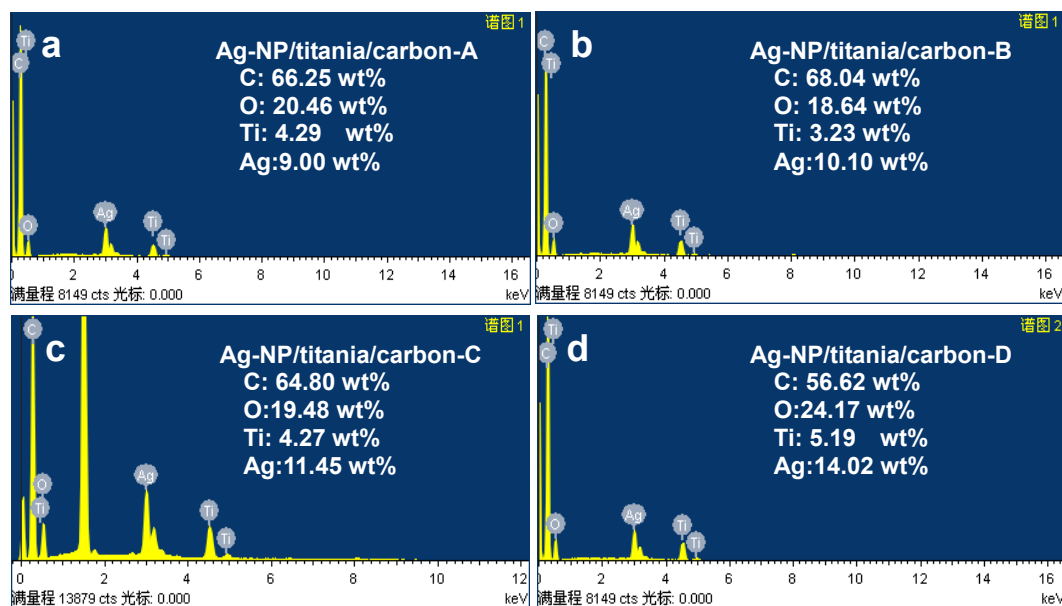 谱图 1
a
Ti
C
Ag-NP/titania/carbon-A
C: 66.25 wt%
O: 20.46 wt%
Ti: 4.29 wt%
Ag:9.00 wt%
O
Ag
Ti
Ti
0 2 4 6 8 10 12 14 16
满量程 8149 cts 光标: 0.000 keV
谱图 1
b
C
Ti
Ag-NP/titania/carbon-B
C: 68.04 wt%
O: 18.64 wt%
Ti: 3.23 wt%
Ag:10.10 wt%
O
Ag
Ti
Ti
0 2 4 6 8 10 12 14 16
满量程 8149 cts 光标: 0.000 keV
谱图 1
c
C
Ag-NP/titania/carbon-C
C: 64.80 wt%
O:19.48 wt%
Ti: 4.27 wt%
Ag:11.45 wt%
O
Ti
Ag
Ti
Ti
0 2 4 6 8 10 12
满量程 13879 cts 光标: 0.000 keV
谱图 2
d
Ti
C
Ag-NP/titania/carbon-D
C: 56.62 wt%
O:24.17 wt%
Ti: 5.19 wt%
Ag:14.02 wt%
O
Ag
Ti
Ti
0 2 4 6 8 10 12 14 16
满量程 8149 cts 光标: 0.000 keV